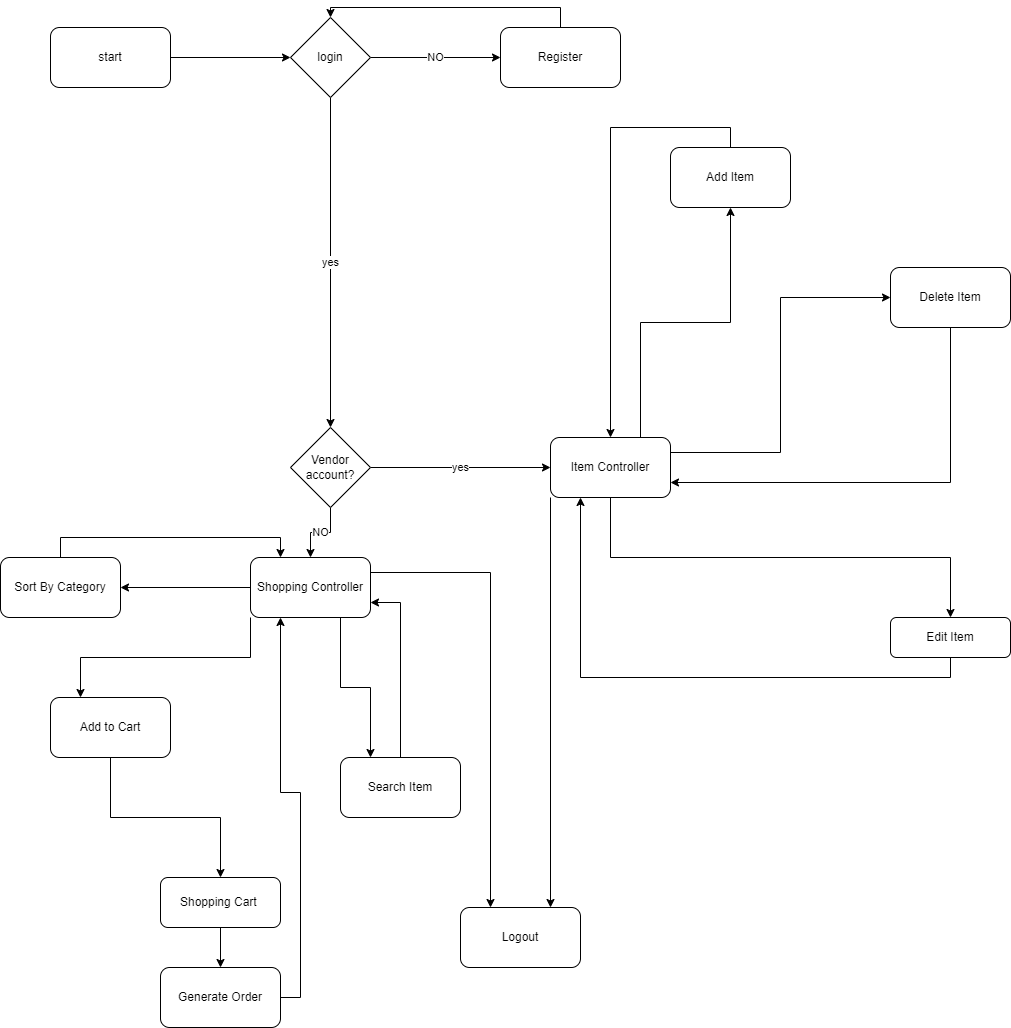 start
login
NO
Register
Add Item
yes
Delete Item
Vendor
account?
yes
Item Controller
NO
Sort By Category
Shopping Controller
Edit Item
Add to Cart
Search Item
Shopping Cart
Logout
Generate Order